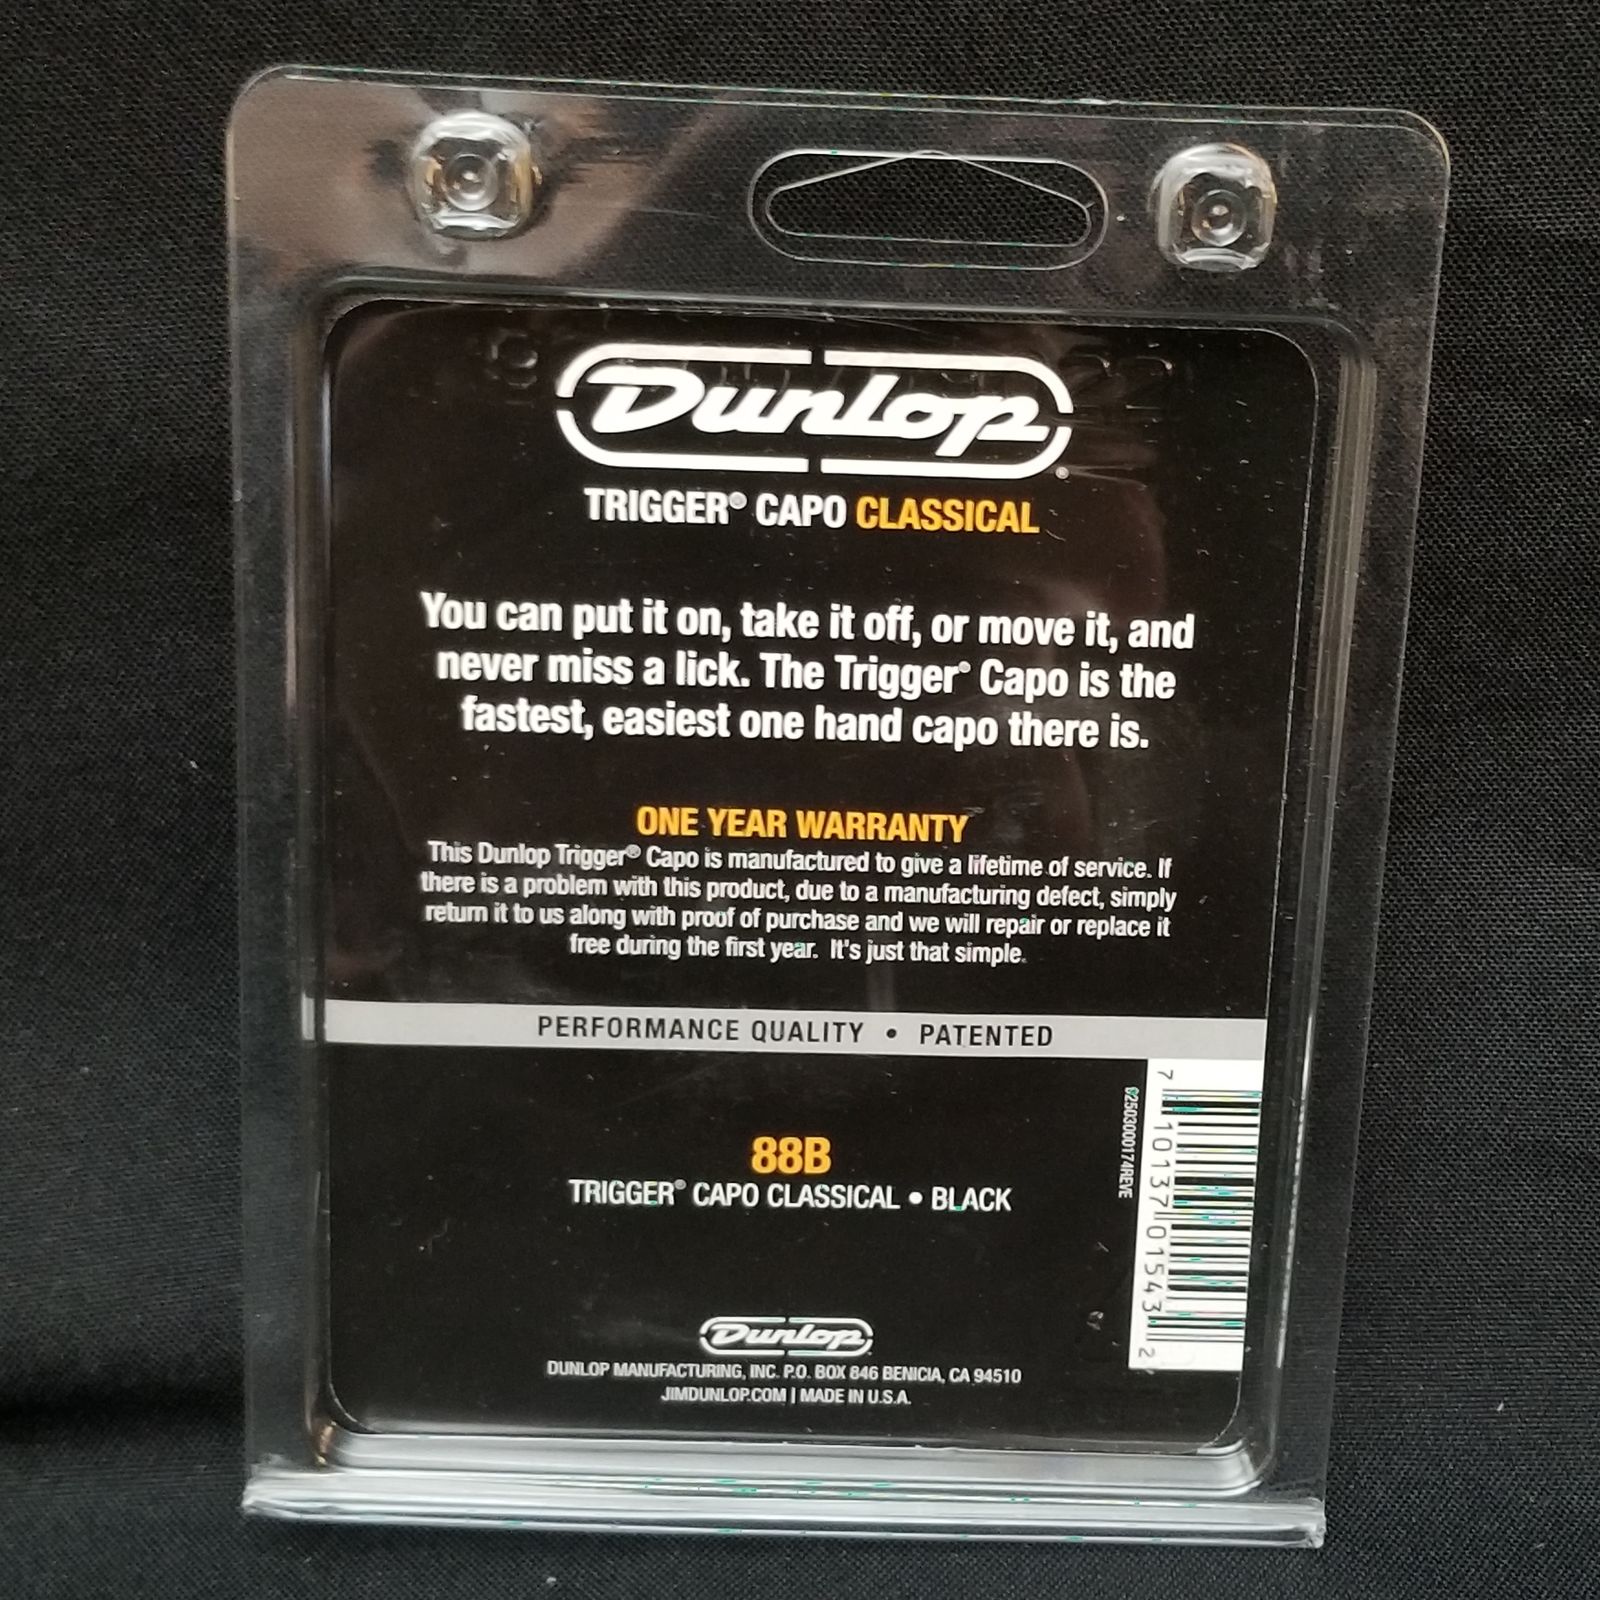 Dunlop®
TRIGGER® CAPO CLASSICAL
You can put it on, take it off, or move it, and
never miss a lick. The Trigger® Capo is the
fastest, easiest one hand capo there is.
ONE YEAR WARRANTY
This Dunlop Trigger® Capo is manufactured to give a lifetime of service. If
there is a problem with this product, due to a manufacturing defect, simply
return it to us along with proof of purchase and we will repair or replace it
free during the first year. It's just that simple.
PERFORMANCE QUALITY • PATENTED
88B
TRIGGER® CAPO CLASSICAL • BLACK
92503000174REVE
7 10137 01543 2
Dunlop
DUNLOP MANUFACTURING, INC. P.O. BOX 846 BENICIA, CA 94510
JIMDUNLOP.COM | MADE IN U.S.A.